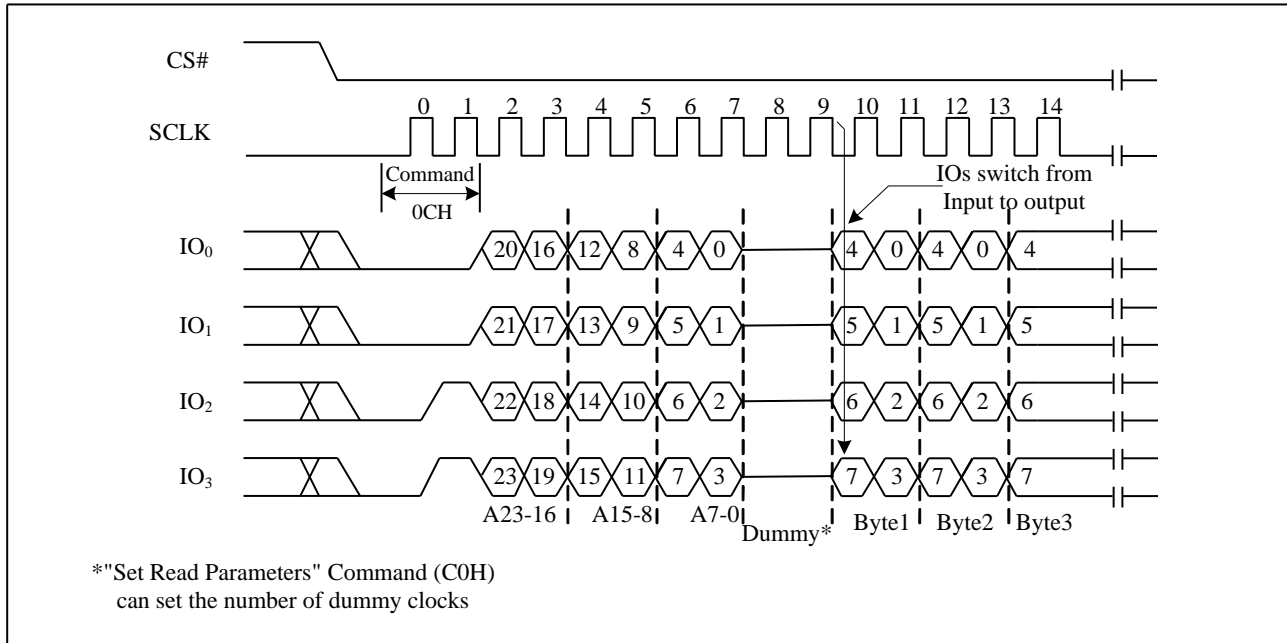 CS#
0 1 2 3 4 5 6 7 8 9 10 11 12 13 14
SCLK
Command
0CH
IOs switch from
Input to output
IO0
20 16 12 8 4 0 4 0 4 0 4
IO1
21 17 13 9 5 1 5 1 5 1 5
IO2
22 18 14 10 6 2 6 2 6 2 6
IO3
23 19 15 11 7 3 7 3 7 3 7
A23-16 A15-8 A7-0 Dummy* Byte1 Byte2 Byte3
*"Set Read Parameters" Command (C0H)
can set the number of dummy clocks